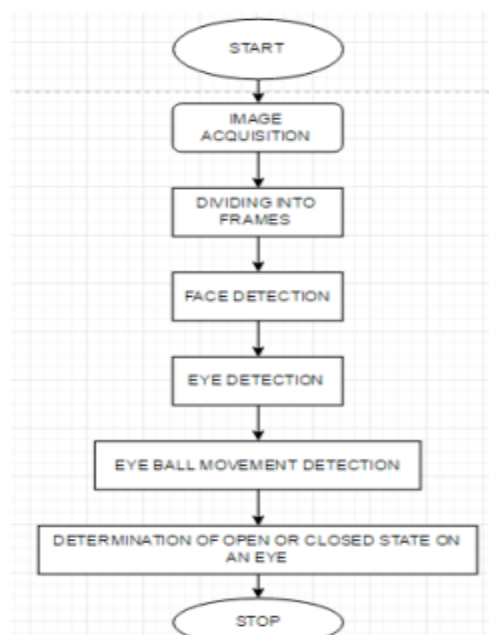 START
IMAGE
ACQUISITION
DIVIDING INTO
FRAMES
FACE DETECTION
EYE DETECTION
EYE BALL MOVEMENT DETECTION
DETERMINATION OF OPEN OR CLOSED STATE ON
AN EYE
STOP